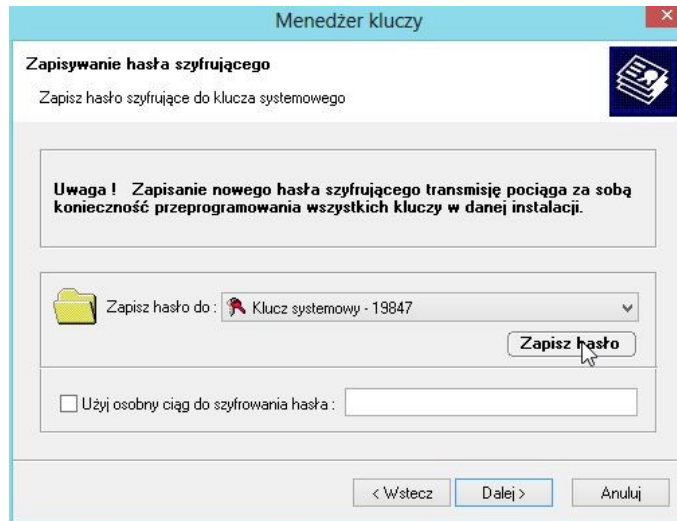 Menedżer kluczy
Zapisywanie hasła szyfrującego
Zapisz hasło szyfrujące do klucza systemowego
Uwaga ! Zapisanie nowego hasła szyfrującego transmisję pociąga za sobą
konieczność przeprogramowania wszystkich kluczy w danej instalacji.
Zapisz hasło do : Klucz systemowy - 19847
Zapisz hasło
Użyj osobny ciąg do szyfrowania hasła :
< Wstecz Dalej > Anuluj